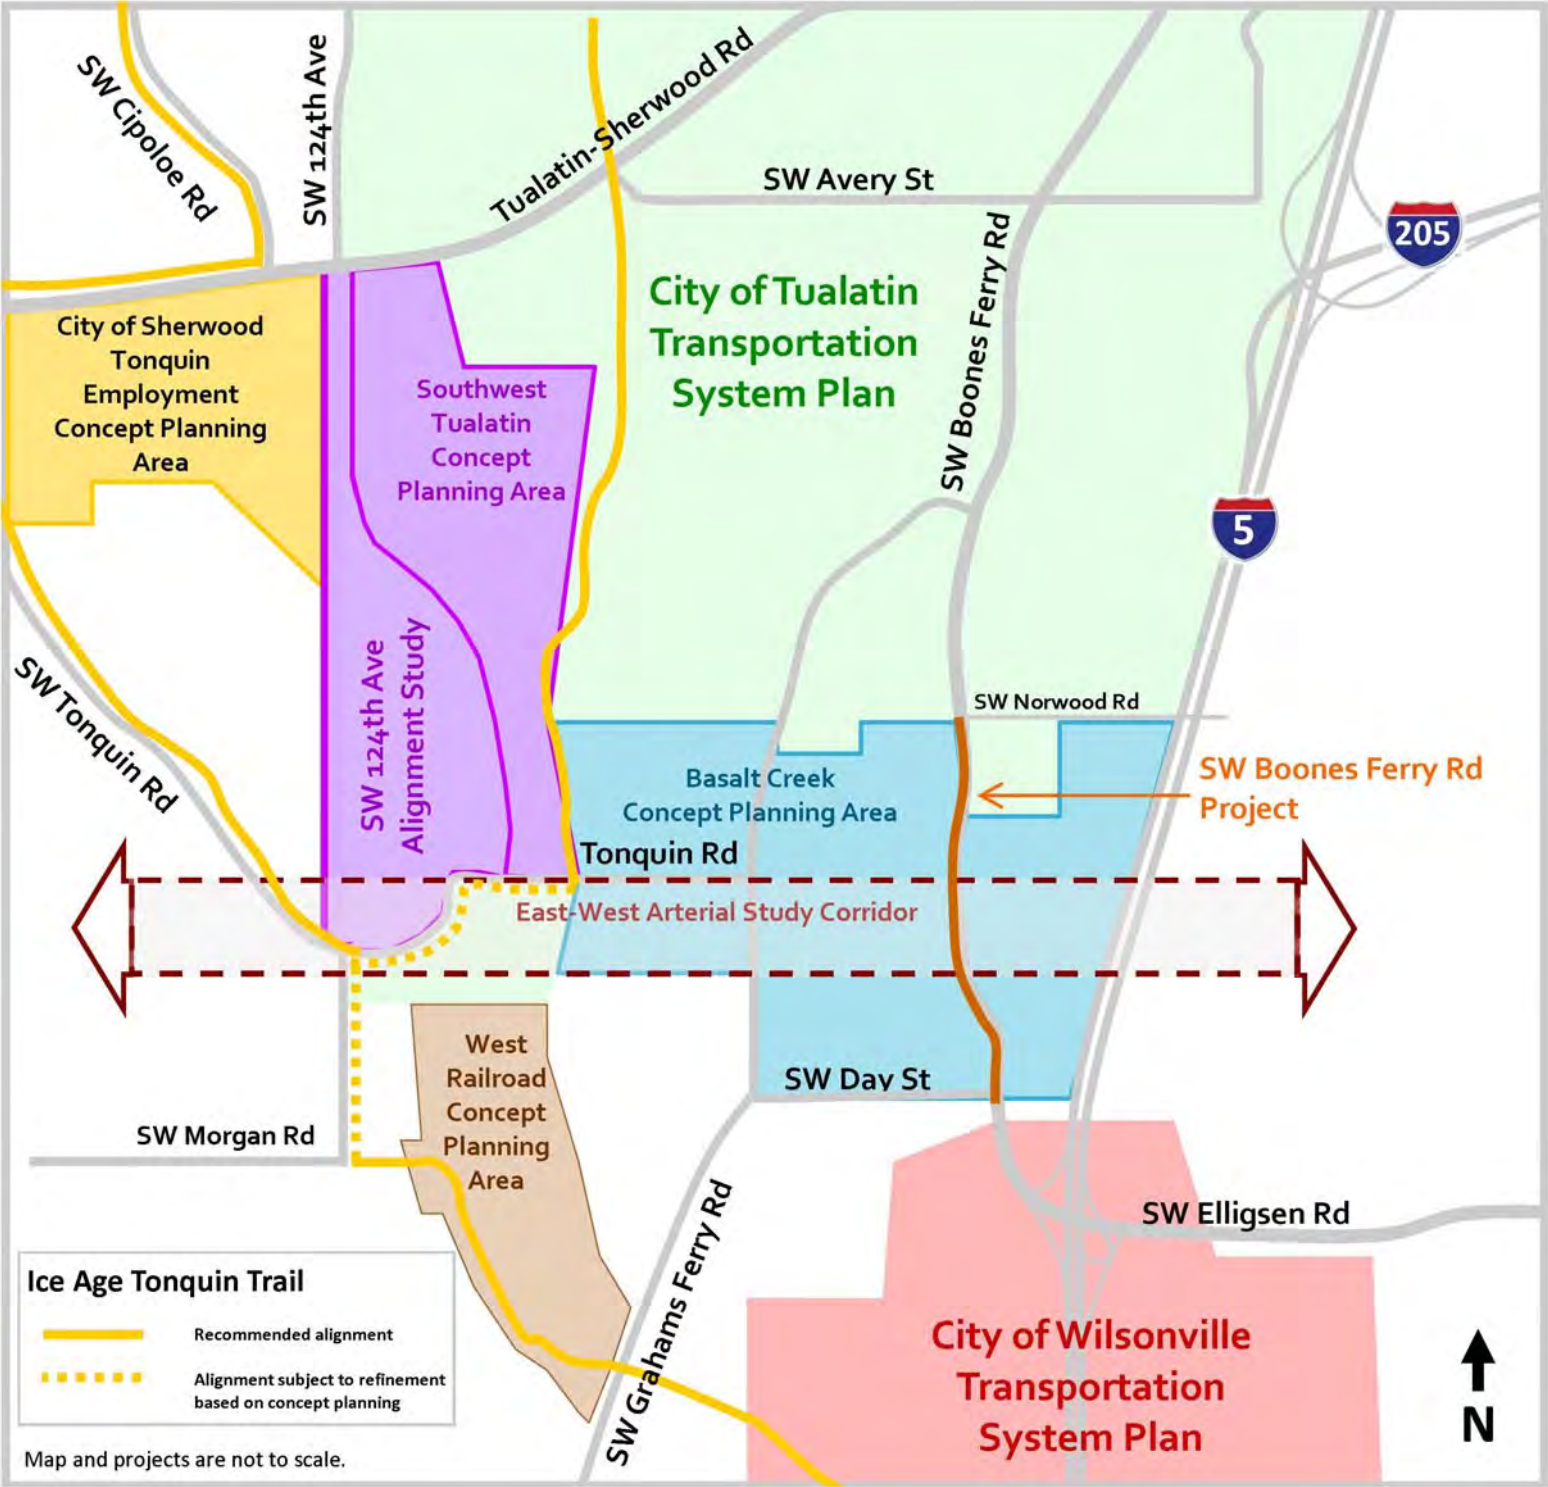 SW Cipoloe Rd
SW 124th Ave
Tualatin-Sherwood Rd
SW Avery St
205
SW Boones Ferry Rd
City of Tualatin
Transportation
System Plan
City of Sherwood
Tonquin
Employment
Concept Planning
Area
Southwest
Tualatin
Concept
Planning Area
5
SW 124th Ave
Alignment Study
SW Tonquin Rd
SW Norwood Rd
Basalt Creek
Concept Planning Area
SW Boones Ferry Rd
Project
Tonquin Rd
East-West Arterial Study Corridor
West
Railroad
Concept
Planning
Area
SW Day St
SW Morgan Rd
SW Grahams Ferry Rd
SW Elligsen Rd
Ice Age Tonquin Trail
Recommended alignment
Alignment subject to refinement
based on concept planning
Map and projects are not to scale.
City of Wilsonville
Transportation
System Plan
N